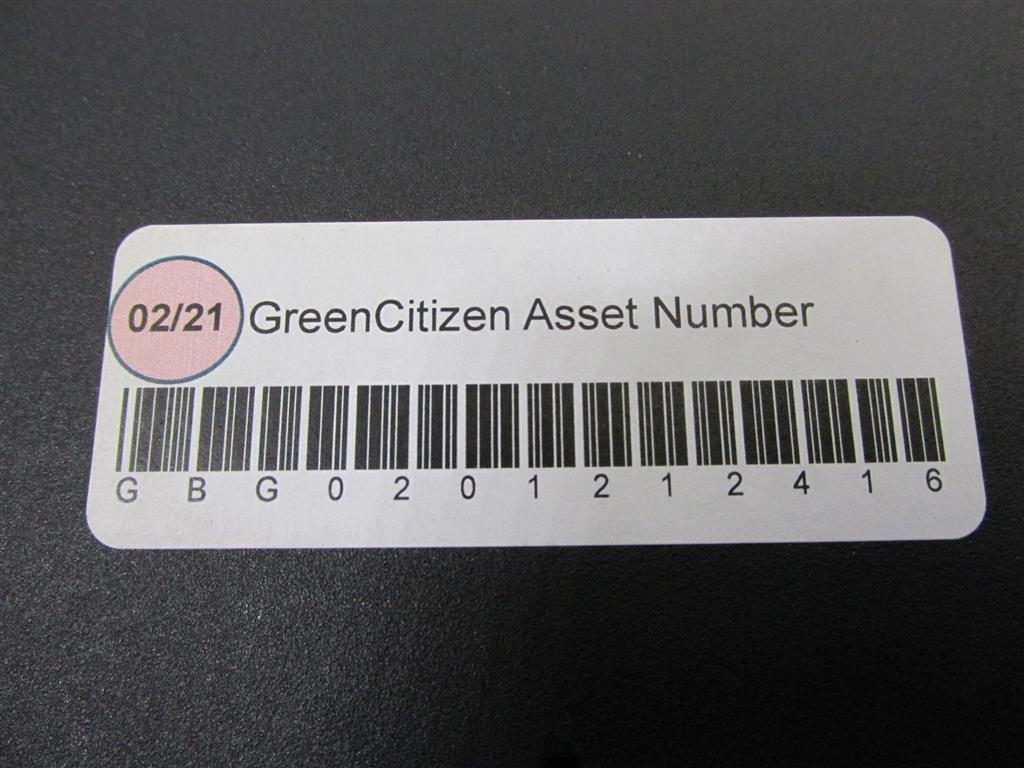 02/21 GreenCitizen Asset Number
G B G 0 2 0 1 2 1 2 4 1 6